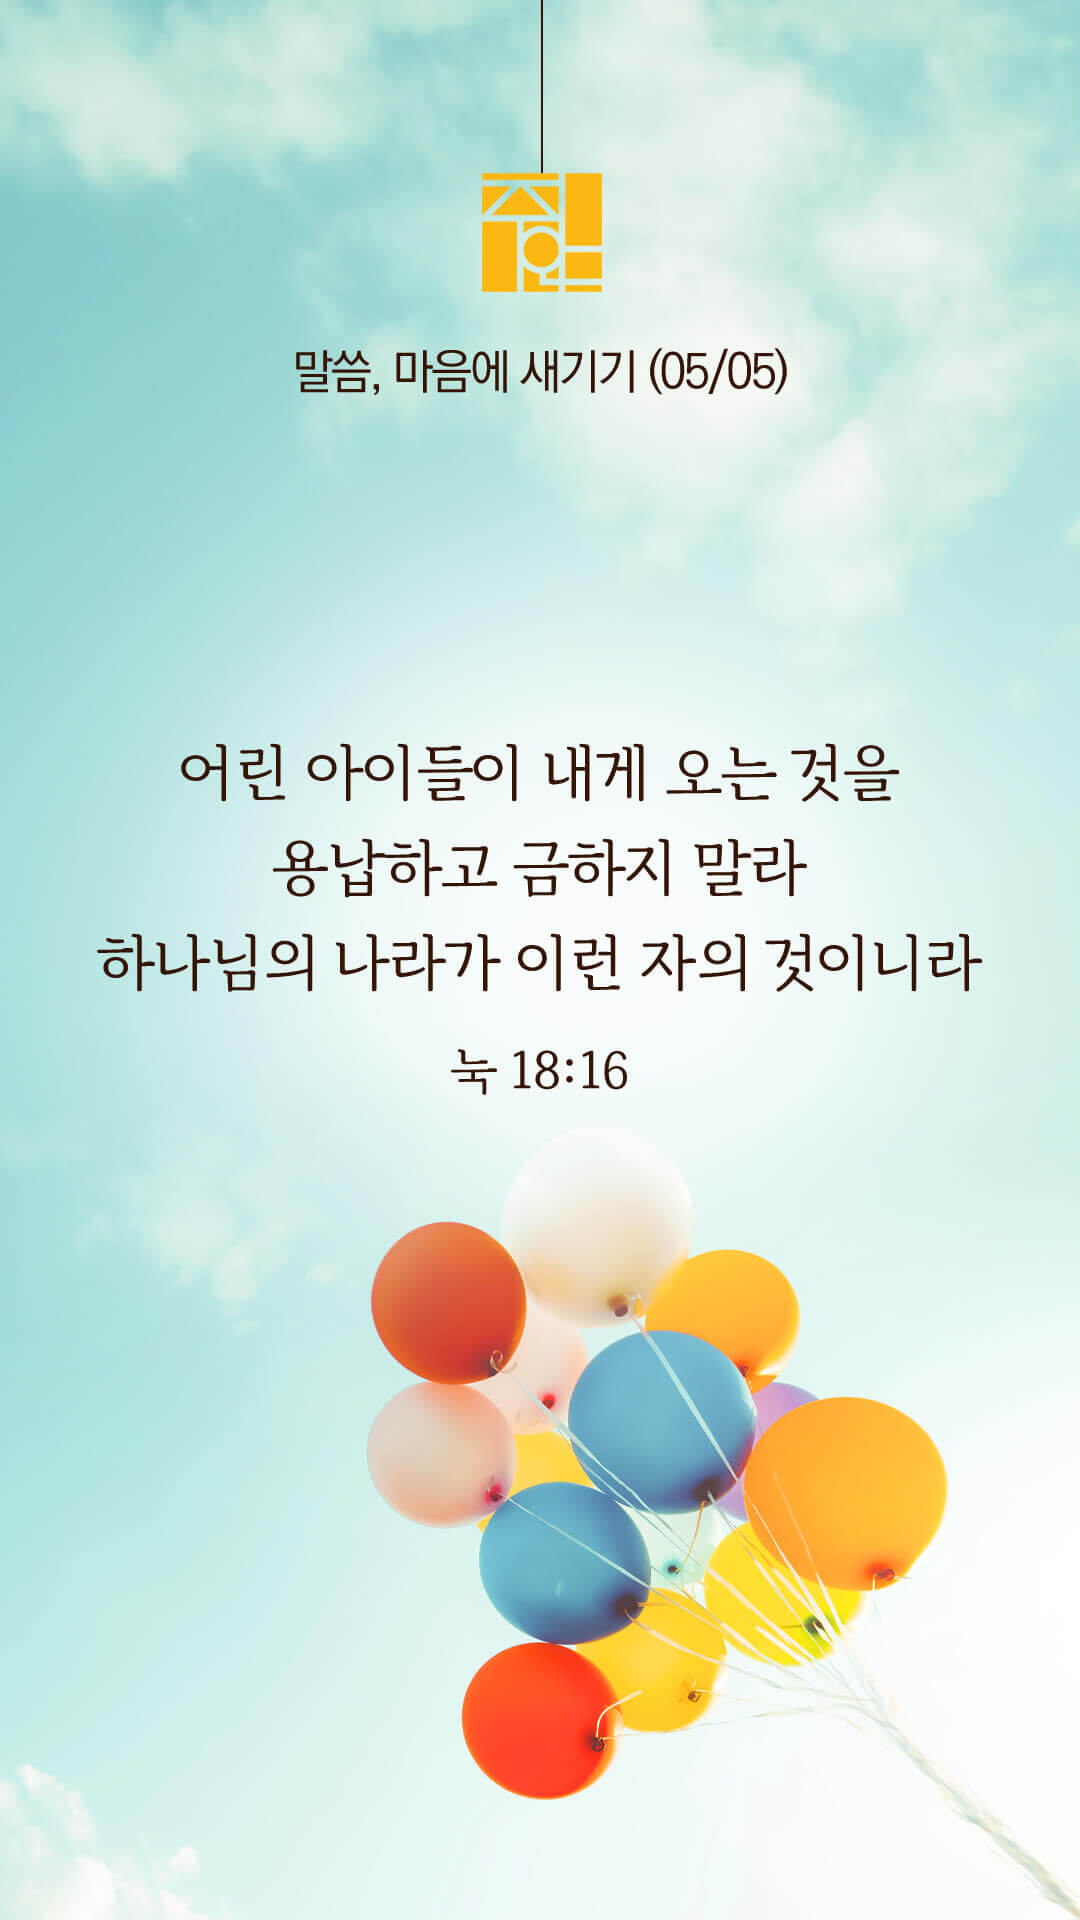 말씀, 마음에 새기기 (05/05)
어린 아이들이 내게 오는 것을
용납하고 금하지 말라
하나님의 나라가 이런 자의 것이니라
눅 18:16